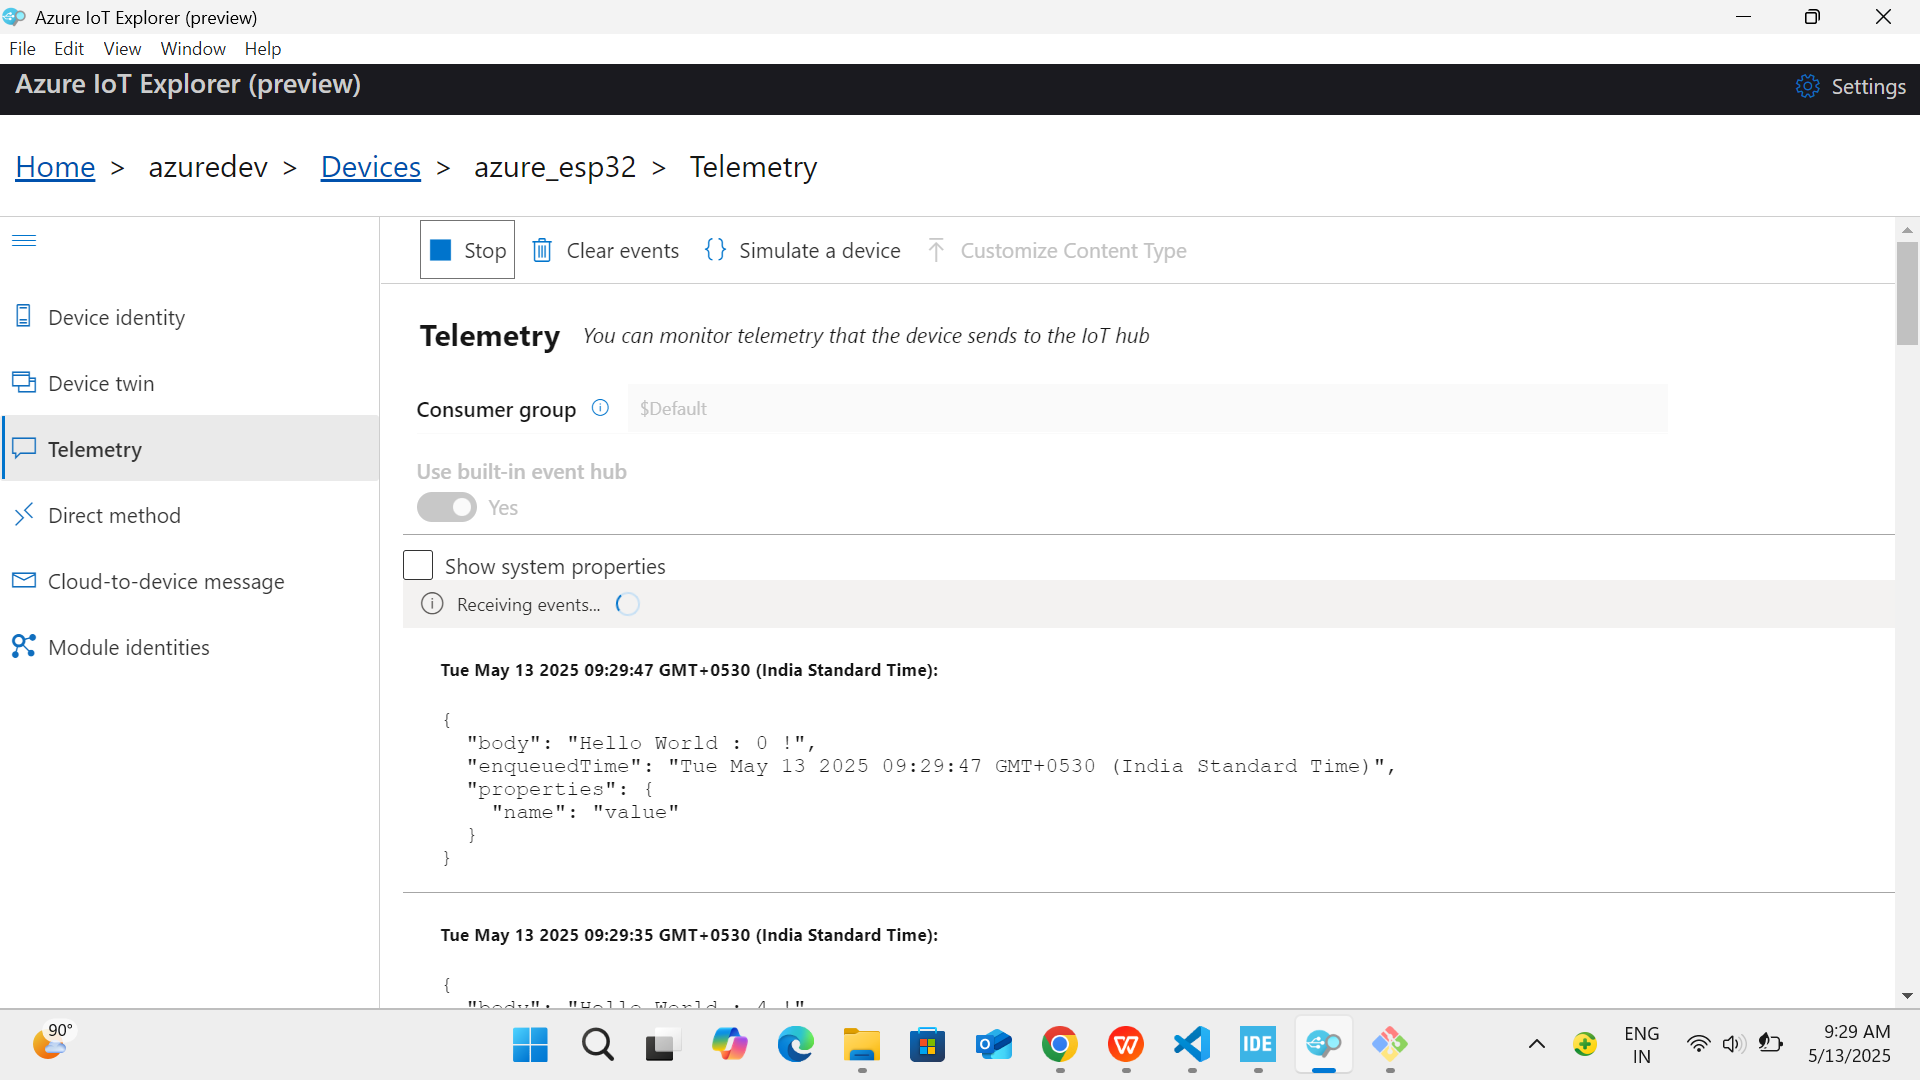 Azure IoT Explorer (preview)
File Edit View Window Help
Azure IoT Explorer (preview)
Settings
Home > azuredev > Devices > azure_esp32 > Telemetry
Stop Clear events {} Simulate a device Customize Content Type
Device identity
Device twin
Telemetry
Direct method
Cloud-to-device message
Module identities
Telemetry You can monitor telemetry that the device sends to the IoT hub
Consumer group $Default
Use built-in event hub
Yes
Show system properties
Receiving events...
Tue May 13 2025 09:29:47 GMT+0530 (India Standard Time):
{
"body": "Hello World : 0 !",
"enqueuedTime": "Tue May 13 2025 09:29:47 GMT+0530 (India Standard Time)",
"properties": {
"name": "value"
}
}
Tue May 13 2025 09:29:35 GMT+0530 (India Standard Time):
{
"body": "Hello World : 4 !"
90°
IDE
ENG
IN
9:29 AM
5/13/2025